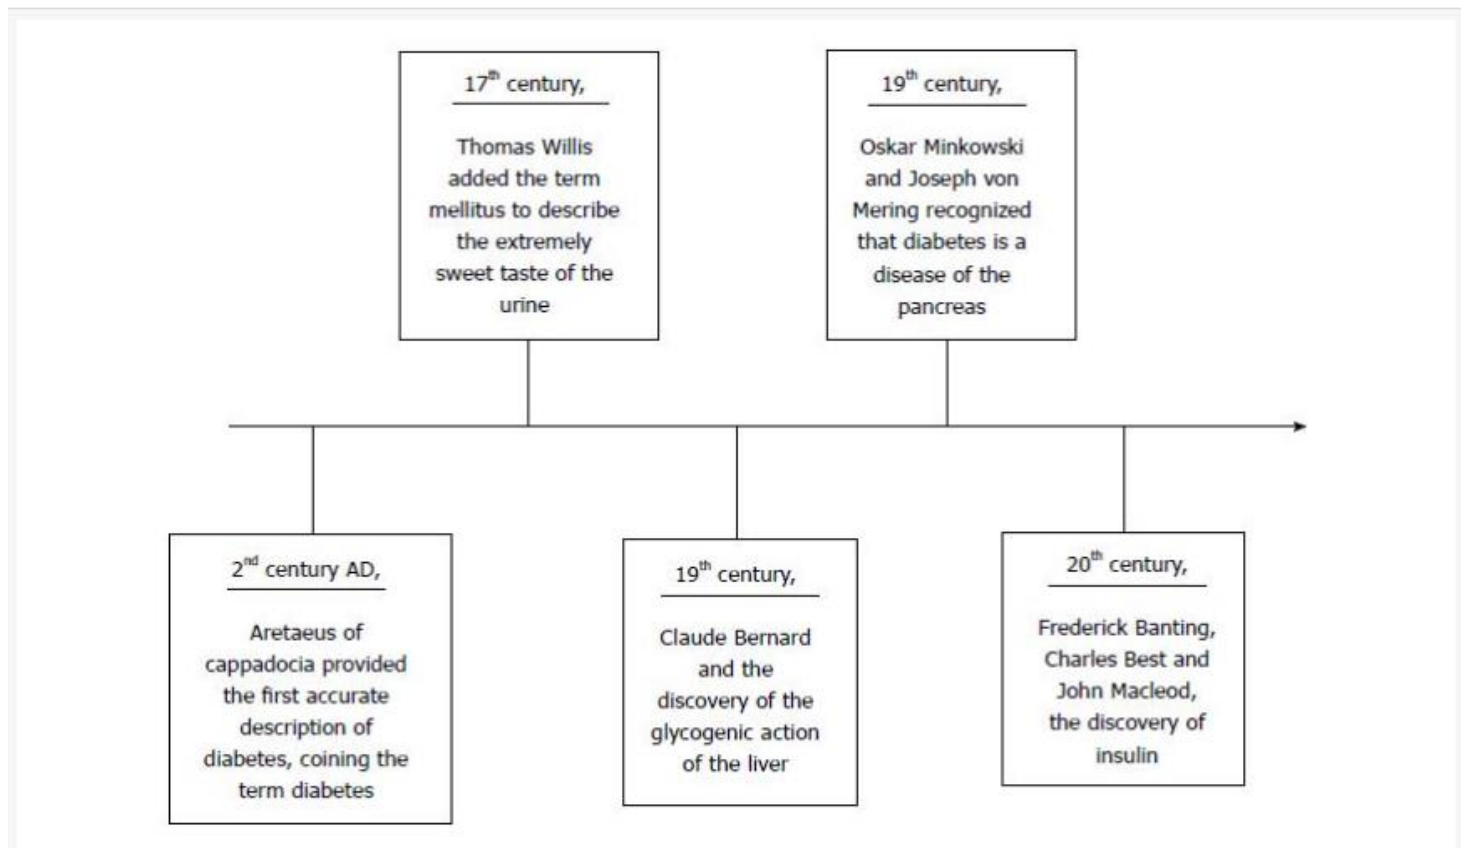 17th century,
Thomas Willis
added the term
mellitus to describe
the extremely
sweet taste of the
urine
19th century,
Oskar Minkowski
and Joseph von
Mering recognized
that diabetes is a
disease of the
pancreas
2nd century AD,
Aretaeus of
cappadocia provided
the first accurate
description of
diabetes, coining the
term diabetes
19th century,
Claude Bernard
and the
discovery of the
glycogenic action
of the liver
20th century,
Frederick Banting,
Charles Best and
John Macleod,
the discovery of
insulin